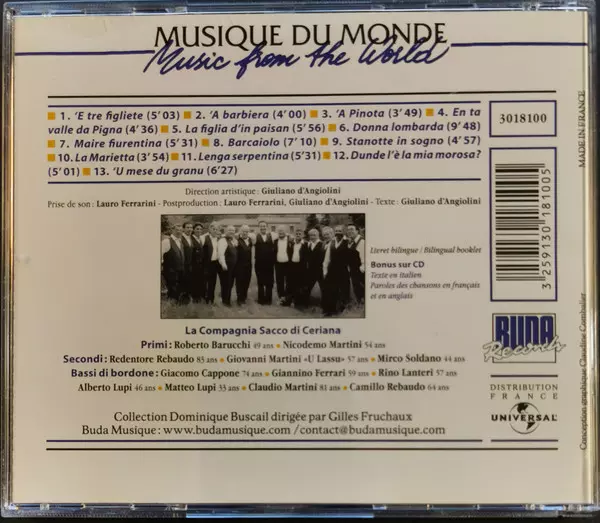 MUSIQUE DU MONDE
Music from the World
1. 'E tre figliete (5'03) 2. 'A barbiera (4'00) 3. 'A Pinota (3'49) 4. En ta
valle da Pigna (4'36) 5. La figlia d'in paisan (5'56) 6. Donna lombarda (9'48)
7. Maire fiurentina (5'31) 8. Barcaiolo (7'10) 9. Stanotte in sogno (4'57)
10. La Marietta (3'54) 11. Lenga serpentina (5'31) 12. Dunde l'è la mia morosa?
(5'01) 13. 'U mese du granu (6'27)
Direction artistique : Giuliano d'Angiolini
Prise de son : Lauro Ferrarini - Postproduction : Lauro Ferrarini, Giuliano d'Angiolini - Texte : Giuliano d'Angiolini
Livret bilingue / Bilingual booklet
Bonus sur CD
Texte en italien
Paroles des chansons en français
et en anglais
La Compagnia Sacco di Ceriana
Primi : Roberto Barucchi 49 ans • Nicodemo Martini 54 ans
Secondi : Redentore Rebaudo 83 ans • Giovanni Martini «U Lassu» 57 ans • Mirco Soldano 44 ans
Bassi di bordone : Giacomo Cappone 74 ans • Giannino Ferrari 59 ans • Rino Lanteri 57 ans
Alberto Lupi 46 ans • Matteo Lupi 33 ans • Claudio Martini 81 ans • Camillo Rebaudo 64 ans
Collection Dominique Buscail dirigée par Gilles Fruchaux
Buda Musique : www.budamusique.com / contact@budamusique.com
3018100
3 259130 181005
BUDA
Records
DISTRIBUTION
FRANCE
UNIVERSAL
MADE IN FRANCE
Conception graphique Claudine Combalier